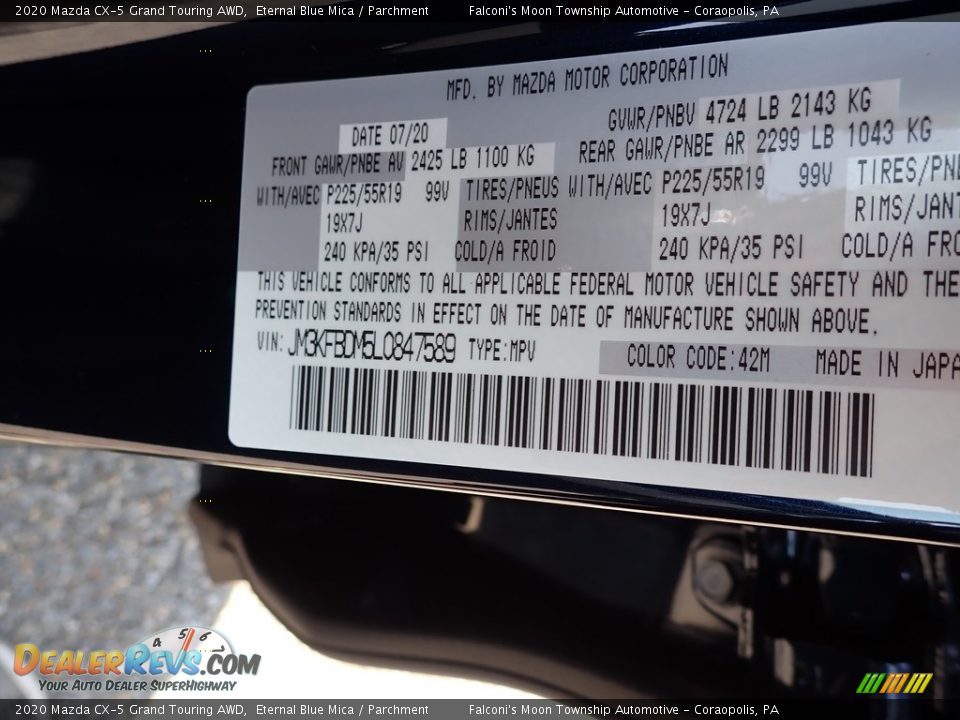 2020 Mazda CX-5 Grand Touring AWD, Eternal Blue Mica / Parchment Falconi's Moon Township Automotive - Coraopolis, PA
MFD. BY MAZDA MOTOR CORPORATION
DATE 07/20 GVWR/PNBV 4724 LB 2143 KG
FRONT GAWR/PNBE AV 2425 LB 1100 KG REAR GAWR/PNBE AR 2299 LB 1043 KG
WITH/AVEC P225/55R19 99V TIRES/PNEUS WITH/AVEC P225/55R19 99V TIRES/PNE
19X7J RIMS/JANTES 19X7J RIMS/JANT
240 KPA/35 PSI COLD/A FROID 240 KPA/35 PSI COLD/A FRO
THIS VEHICLE CONFORMS TO ALL APPLICABLE FEDERAL MOTOR VEHICLE SAFETY AND THE
PREVENTION STANDARDS IN EFFECT ON THE DATE OF MANUFACTURE SHOWN ABOVE.
VIN: JM3KFBDM5L0847589 TYPE:MPV COLOR CODE:42M MADE IN JAPA
4 5 6
DEALERREVS.COM
YOUR AUTO DEALER SUPERHIGHWAY
2020 Mazda CX-5 Grand Touring AWD, Eternal Blue Mica / Parchment Falconi's Moon Township Automotive - Coraopolis, PA